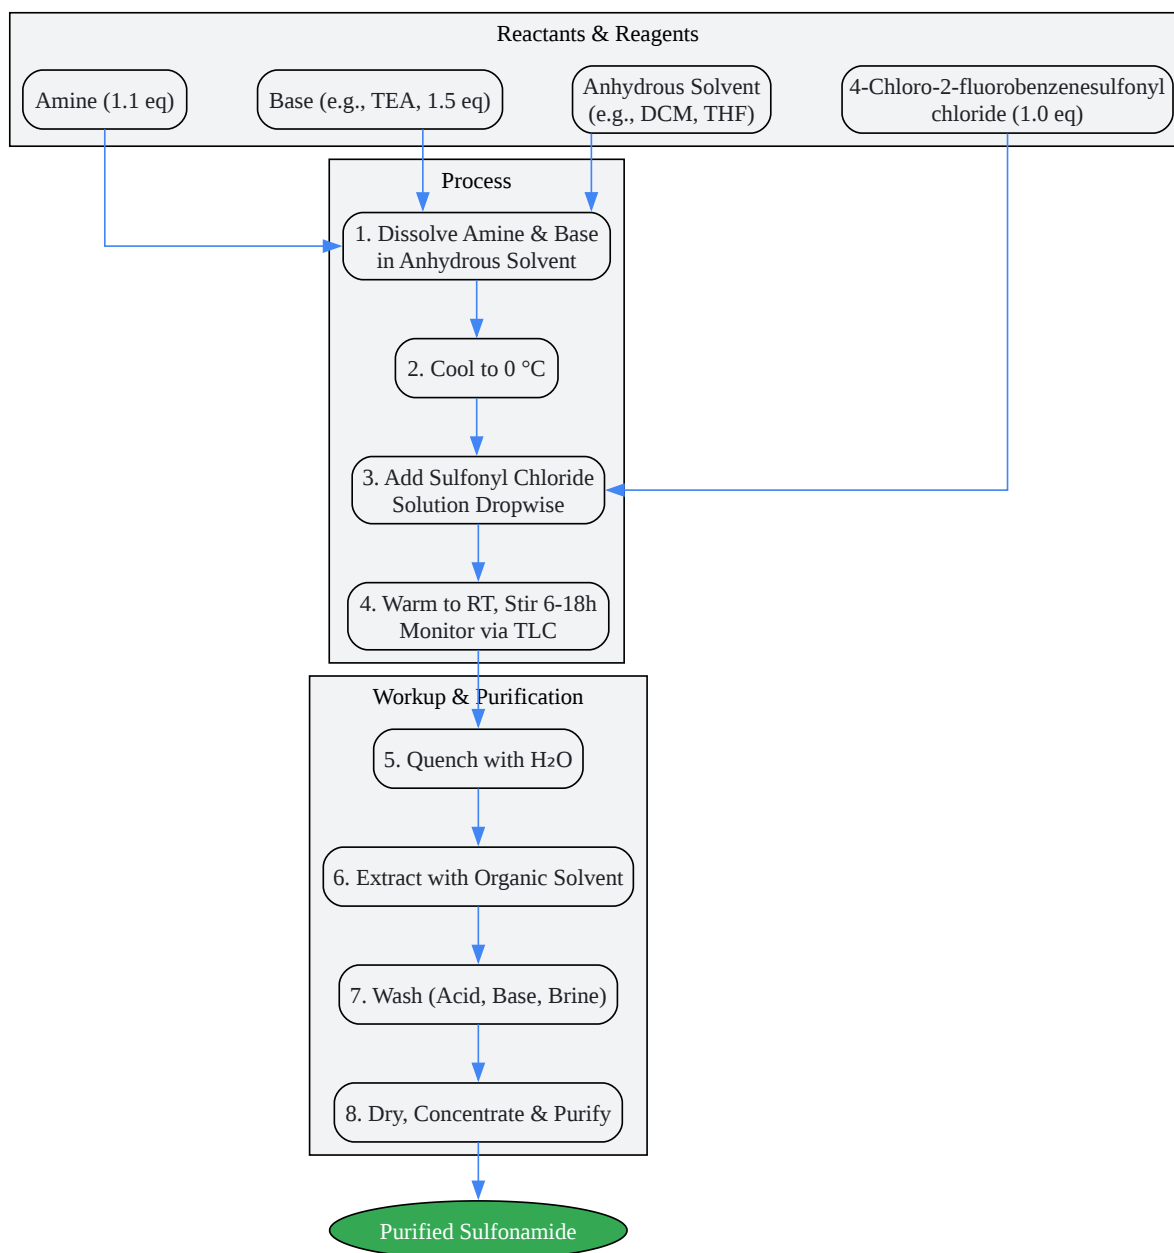 Reactants & Reagents
Amine (1.1 eq)
Base (e.g., TEA, 1.5 eq)
Anhydrous Solvent
(e.g., DCM, THF)
4-Chloro-2-fluorobenzenesulfonyl
chloride (1.0 eq)
Process
1. Dissolve Amine & Base
in Anhydrous Solvent
2. Cool to 0 °C
3. Add Sulfonyl Chloride
Solution Dropwise
4. Warm to RT, Stir 6-18h
Monitor via TLC
Workup & Purification
5. Quench with H₂O
6. Extract with Organic Solvent
7. Wash (Acid, Base, Brine)
8. Dry, Concentrate & Purify
Purified Sulfonamide